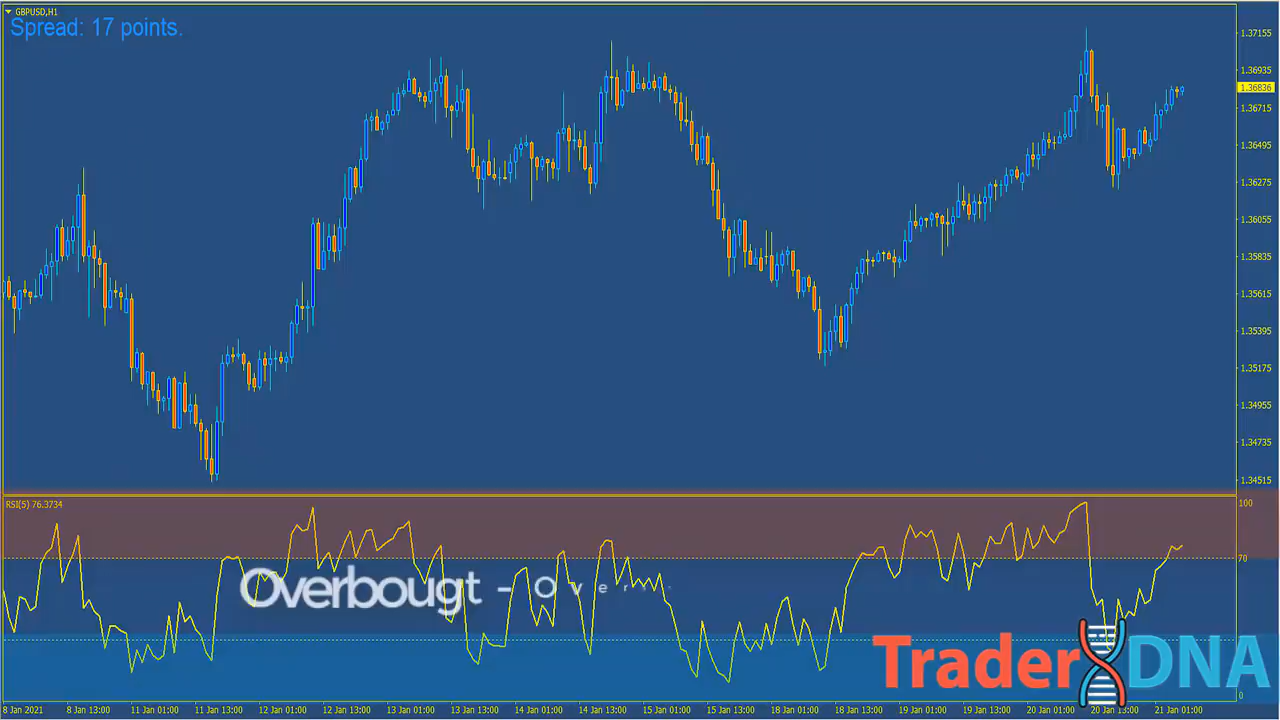 GBPUSD,H1
Spread: 17 points.
1.37155
1.36935
1.36836
1.36715
1.36495
1.36275
1.36055
1.35835
1.35615
1.35395
1.35175
1.34955
1.34735
1.34515
RSI(5) 76.3734
100
70
Overbougt - Over
TraderDNA
0
8 Jan 2021 8 Jan 13:00 11 Jan 01:00 11 Jan 13:00 12 Jan 01:00 12 Jan 13:00 13 Jan 01:00 13 Jan 13:00 14 Jan 01:00 14 Jan 13:00 15 Jan 01:00 15 Jan 13:00 18 Jan 01:00 18 Jan 13:00 19 Jan 01:00 19 Jan 13:00 20 Jan 01:00 20 Jan 13:00 21 Jan 01:00